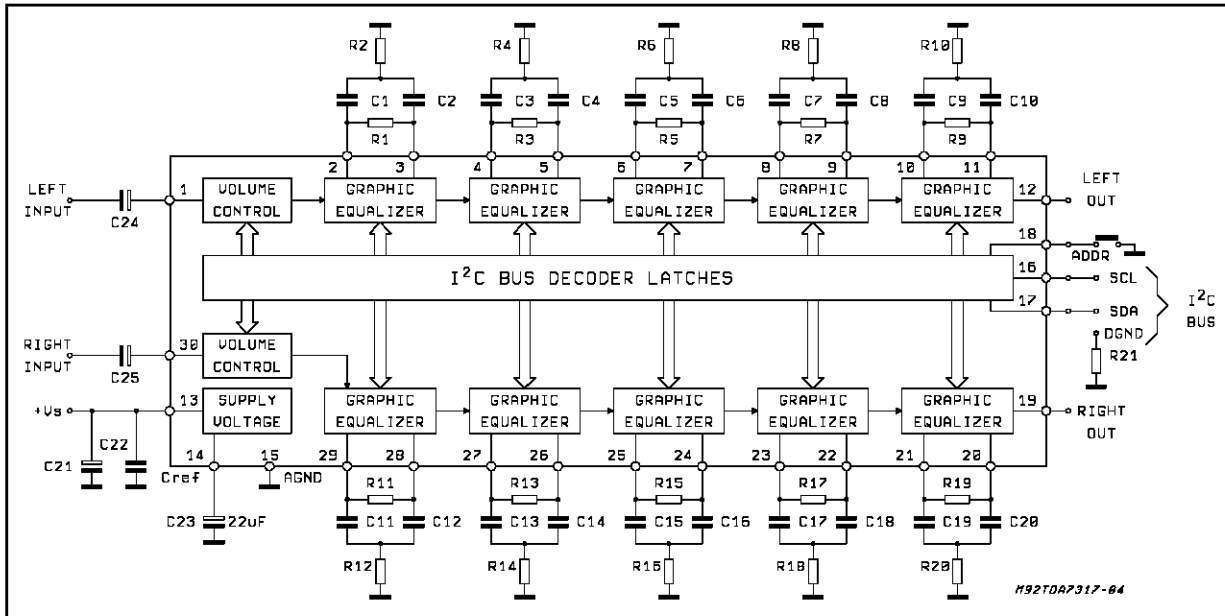 R2 R4 R6 R8 R10
C1 C2 C3 C4 C5 C6 C7 C8 C9 C10
R1 R3 R5 R7 R9
2 3 4 5 6 7 8 9 10 11
LEFT INPUT
C24
1
VOLUME CONTROL
GRAPHIC EQUALIZER
GRAPHIC EQUALIZER
GRAPHIC EQUALIZER
GRAPHIC EQUALIZER
GRAPHIC EQUALIZER
12
LEFT OUT
18
ADDR
I²C BUS DECODER LATCHES
16
SCL
17
SDA
I²C BUS
DGND
R21
RIGHT INPUT
C25
30
VOLUME CONTROL
+Vs
13
SUPPLY VOLTAGE
GRAPHIC EQUALIZER
GRAPHIC EQUALIZER
GRAPHIC EQUALIZER
GRAPHIC EQUALIZER
GRAPHIC EQUALIZER
19
RIGHT OUT
C21
C22
14
Cref
15
AGND
29 28 27 26 25 24 23 22 21 20
R11 R13 R15 R17 R19
C23
22uF
C11 C12 C13 C14 C15 C16 C17 C18 C19 C20
R12 R14 R16 R18 R20
M92TDA7317-04